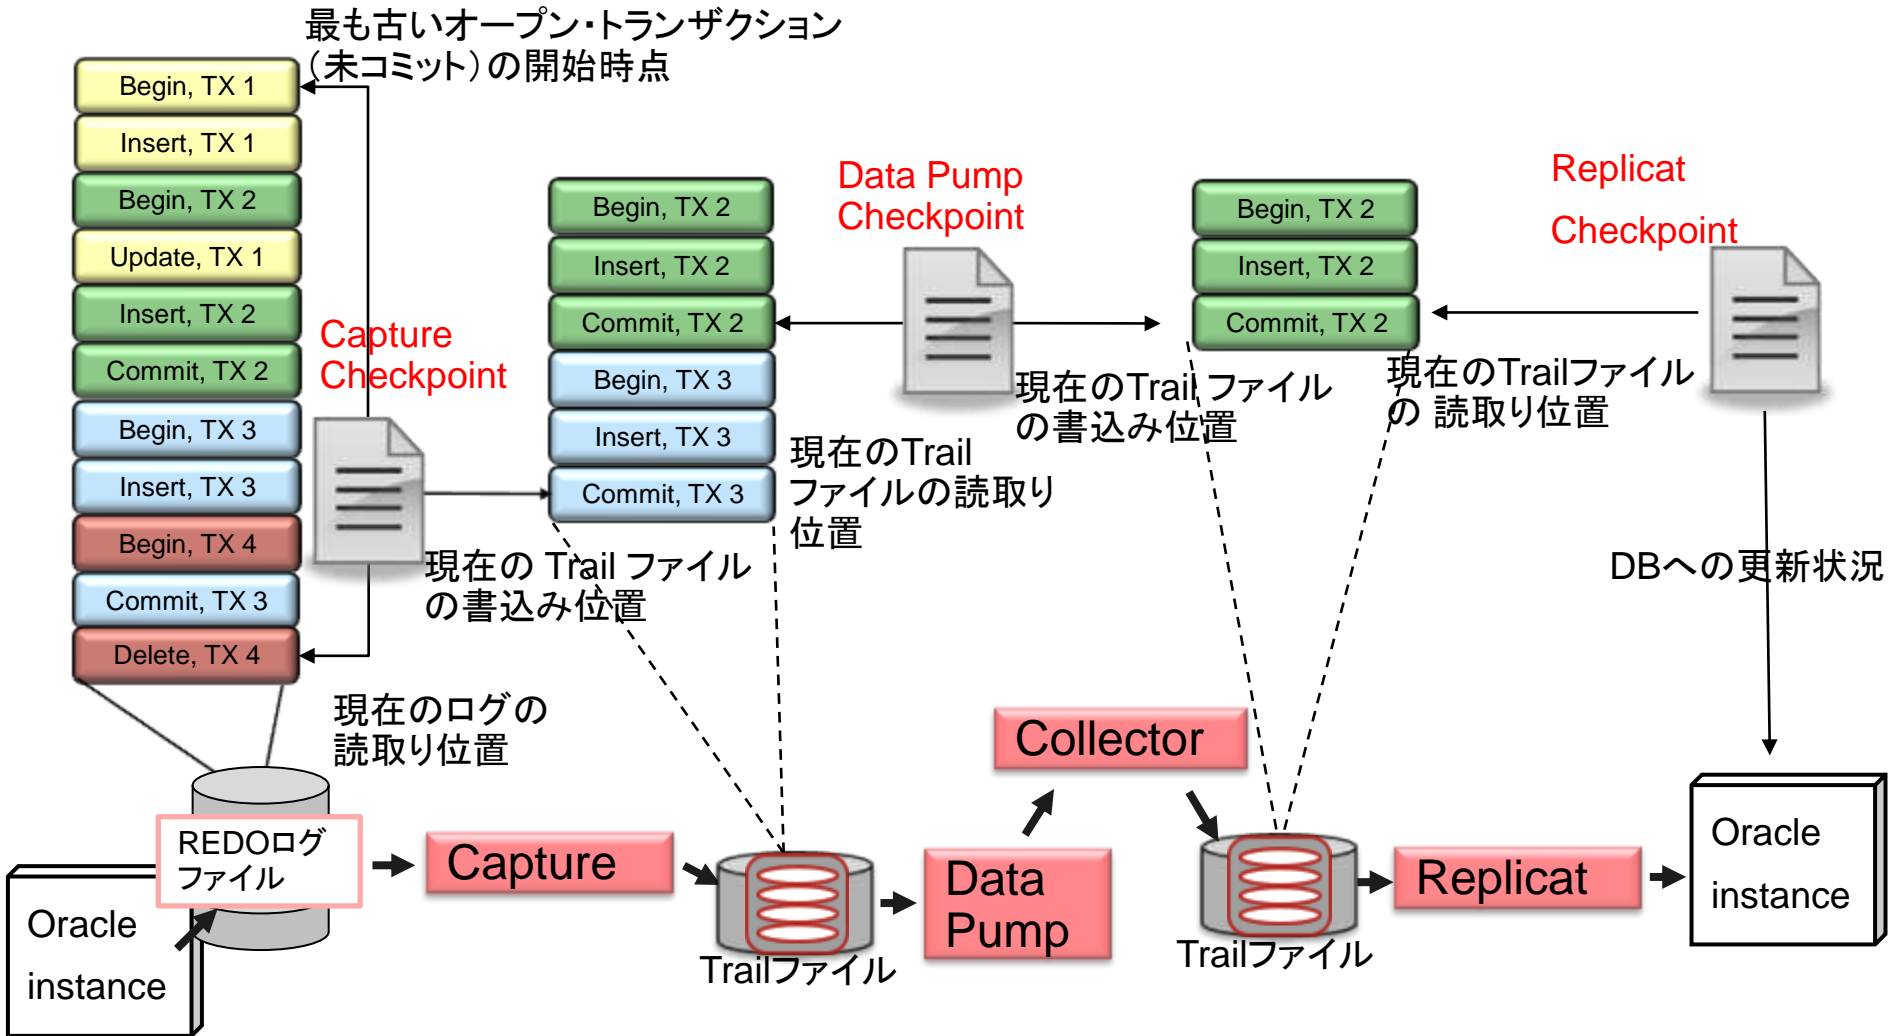 最も古いオープン・トランザクション
（未コミット）の開始時点
Begin, TX 1
Insert, TX 1
Begin, TX 2
Update, TX 1
Insert, TX 2
Commit, TX 2
Begin, TX 3
Insert, TX 3
Begin, TX 4
Commit, TX 3
Delete, TX 4
Capture
Checkpoint
現在の Trail ファイル
の書込み位置
現在のログの
読取り位置
Begin, TX 2
Insert, TX 2
Commit, TX 2
Begin, TX 3
Insert, TX 3
Commit, TX 3
Data Pump
Checkpoint
現在のTrail
ファイルの読取り
位置
現在のTrail ファイル
の書込み位置
Begin, TX 2
Insert, TX 2
Commit, TX 2
Replicat
Checkpoint
現在のTrailファイル
の 読取り位置
DBへの更新状況
Oracle
instance
REDOログ
ファイル
Capture
Trailファイル
Data
Pump
Collector
Trailファイル
Replicat
Oracle
instance